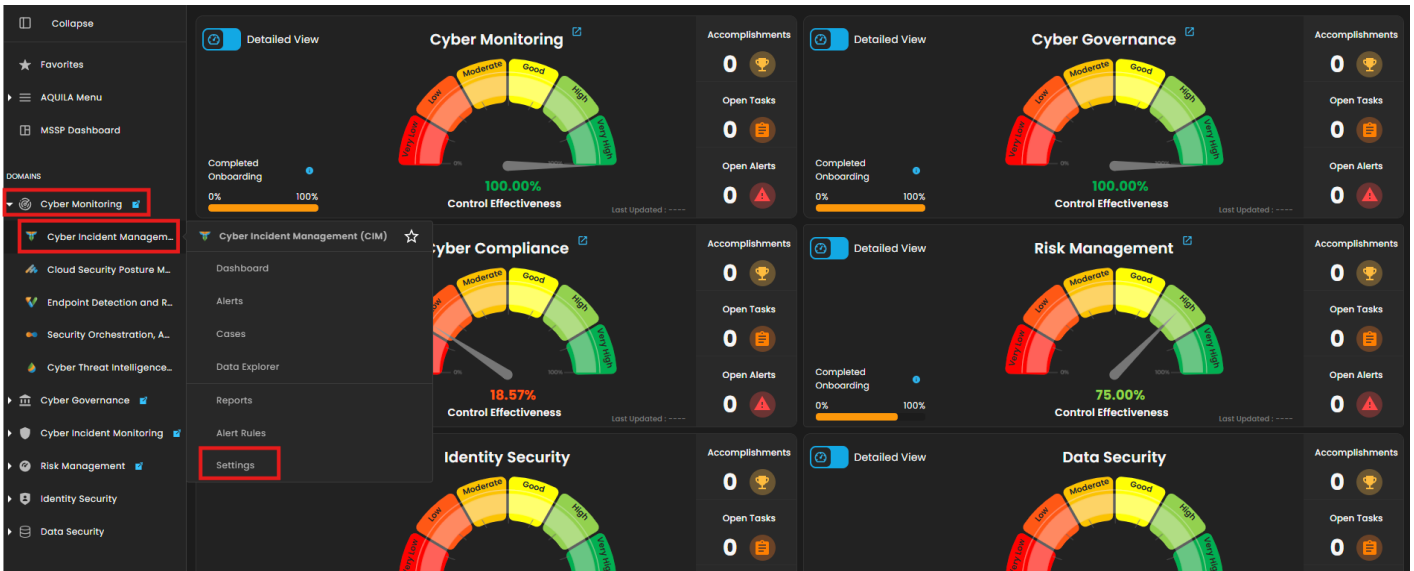 Collapse
Favorites
AQUILA Menu
MSSP Dashboard
DOMAINS
Cyber Monitoring
Cyber Incident Managem...
Cloud Security Posture M...
Endpoint Detection and R...
Security Orchestration, A...
Cyber Threat Intelligence...
Cyber Governance
Cyber Incident Monitoring
Risk Management
Identity Security
Data Security
Cyber Incident Management (CIM)
Dashboard
Alerts
Cases
Data Explorer
Reports
Alert Rules
Settings
Detailed View
Cyber Monitoring
Very Low
Low
Moderate
Good
High
Very High
0%
100%
Completed
Onboarding
0% 100%
100.00%
Control Effectiveness
Last Updated : ----
Accomplishments
0
Open Tasks
0
Open Alerts
0
Detailed View
Cyber Governance
Very Low
Low
Moderate
Good
High
Very High
0%
100%
Completed
Onboarding
0% 100%
100.00%
Control Effectiveness
Last Updated : ----
Accomplishments
0
Open Tasks
0
Open Alerts
0
Cyber Compliance
Moderate
Good
High
Very High
0%
100%
18.57%
Control Effectiveness
Last Updated : ----
Accomplishments
0
Open Tasks
0
Open Alerts
0
Detailed View
Risk Management
Very Low
Low
Moderate
Good
High
Very High
0%
100%
Completed
Onboarding
0% 100%
75.00%
Control Effectiveness
Last Updated : ----
Accomplishments
0
Open Tasks
0
Open Alerts
0
Identity Security
Very Low
Low
Moderate
Good
High
Very High
Accomplishments
0
Open Tasks
0
Detailed View
Data Security
Very Low
Low
Moderate
Good
High
Very High
Accomplishments
0
Open Tasks
0